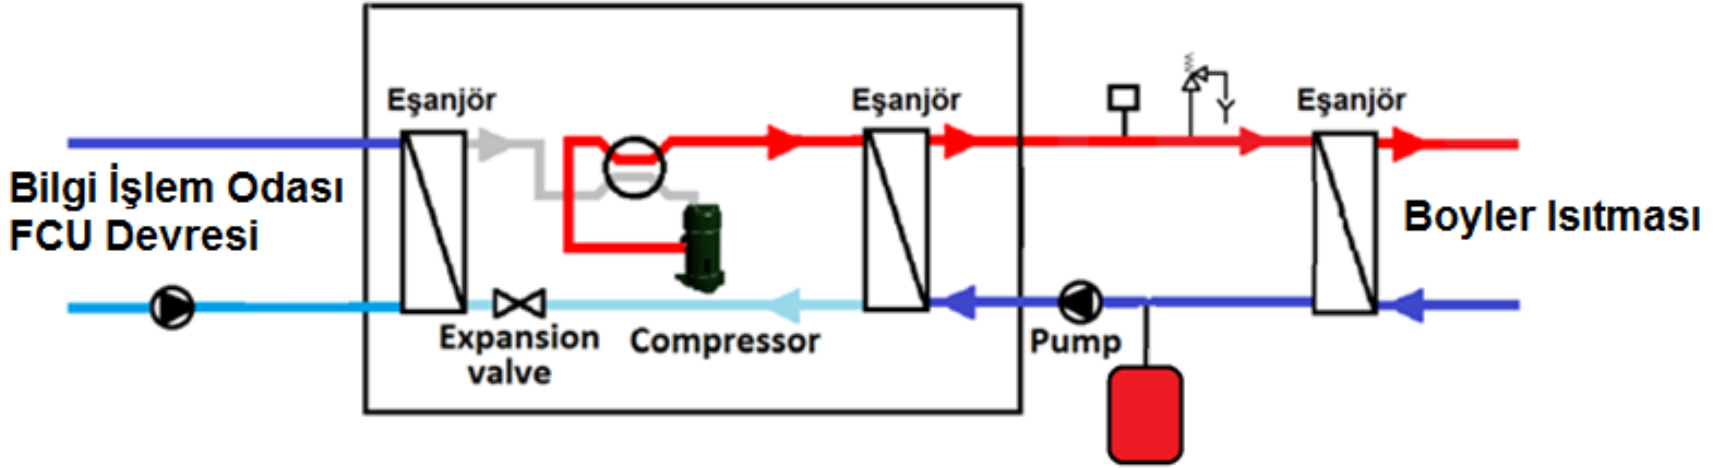 Eşanjör
Eşanjör
Eşanjör
Bilgi İşlem Odası
FCU Devresi
Boyler Isıtması
Expansion
valve
Compressor
Pump